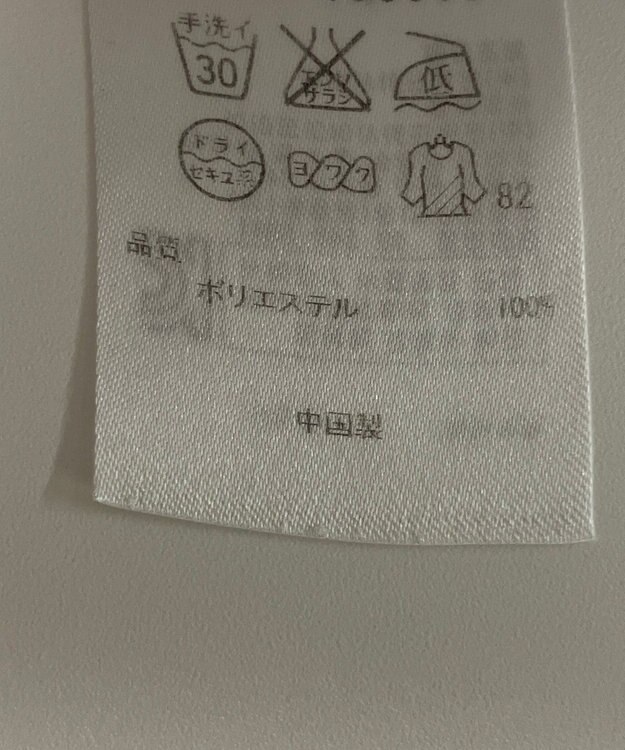 手洗イ
30
エンソ
サラシ
低
ドライ
セキユ系
ヨワク
82
品質
ポリエステル 100%
中国製